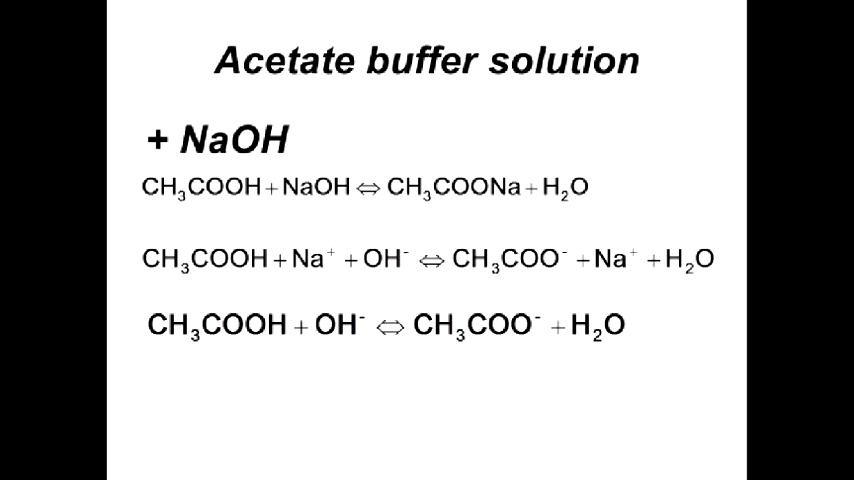 Acetate buffer solution
+ NaOH
CH₃COOH + NaOH ⇔ CH₃COONa + H₂O
CH₃COOH + Na⁺ + OH⁻ ⇔ CH₃COO⁻ + Na⁺ + H₂O
CH₃COOH + OH⁻ ⇔ CH₃COO⁻ + H₂O